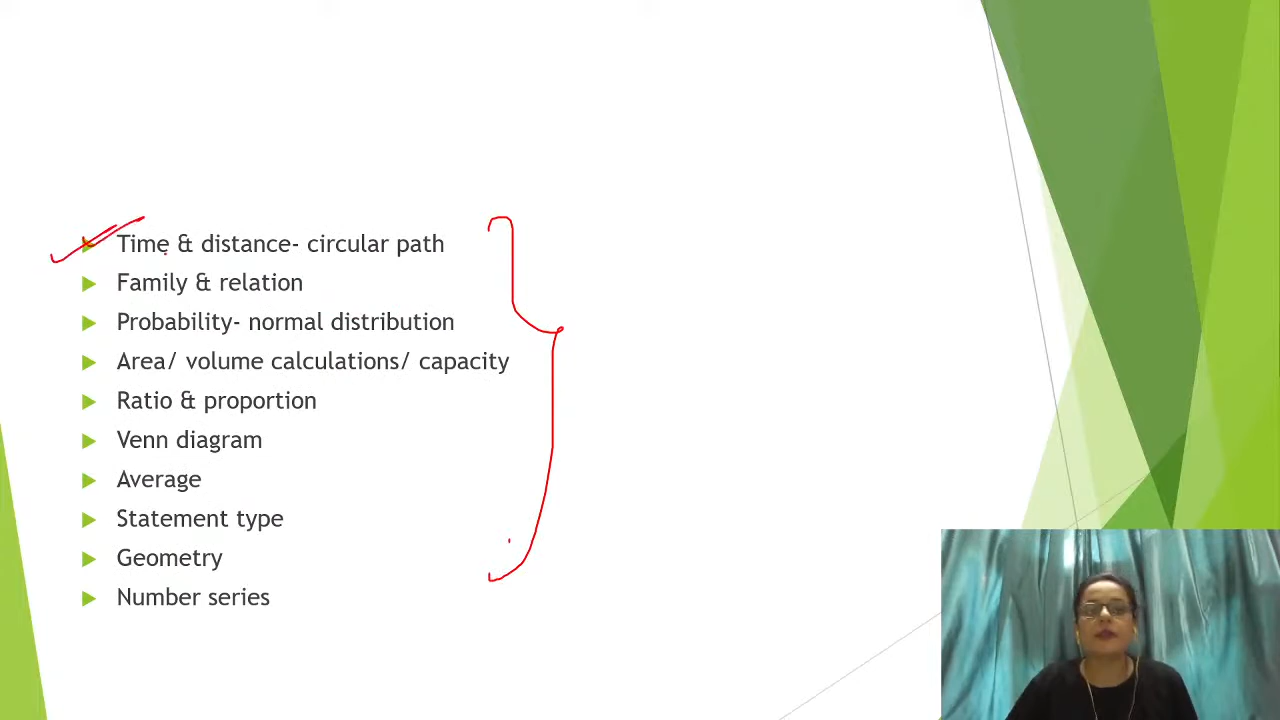 Time & distance- circular path
Family & relation
Probability- normal distribution
Area/ volume calculations/ capacity
Ratio & proportion
Venn diagram
Average
Statement type
Geometry
Number series